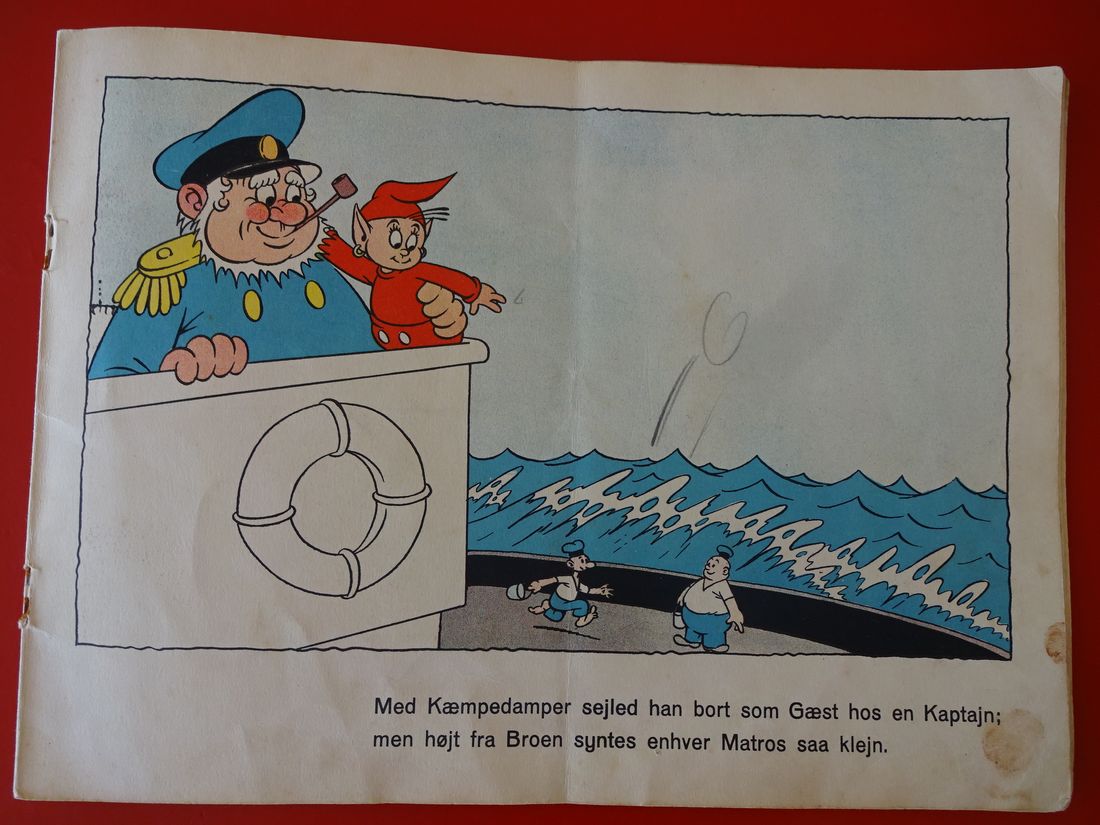 Med Kæmpedamper sejled han bort som Gæst hos en Kaptajn;
men højt fra Broen syntes enhver Matros saa klejn.